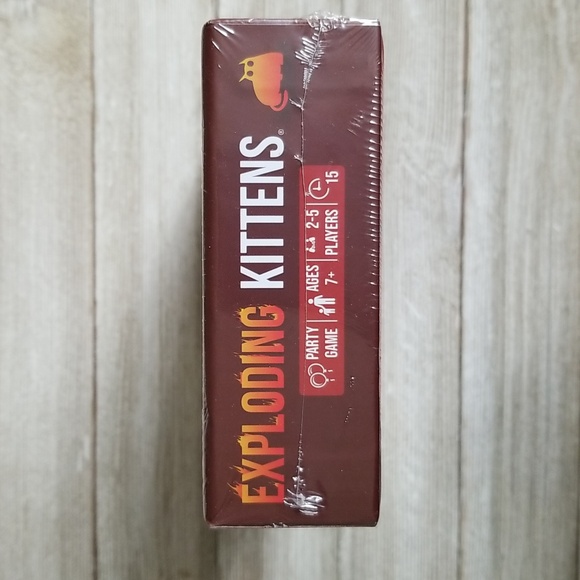 EXPLODING KITTENS®
PARTY GAME
AGES 7+
2-5 PLAYERS
15